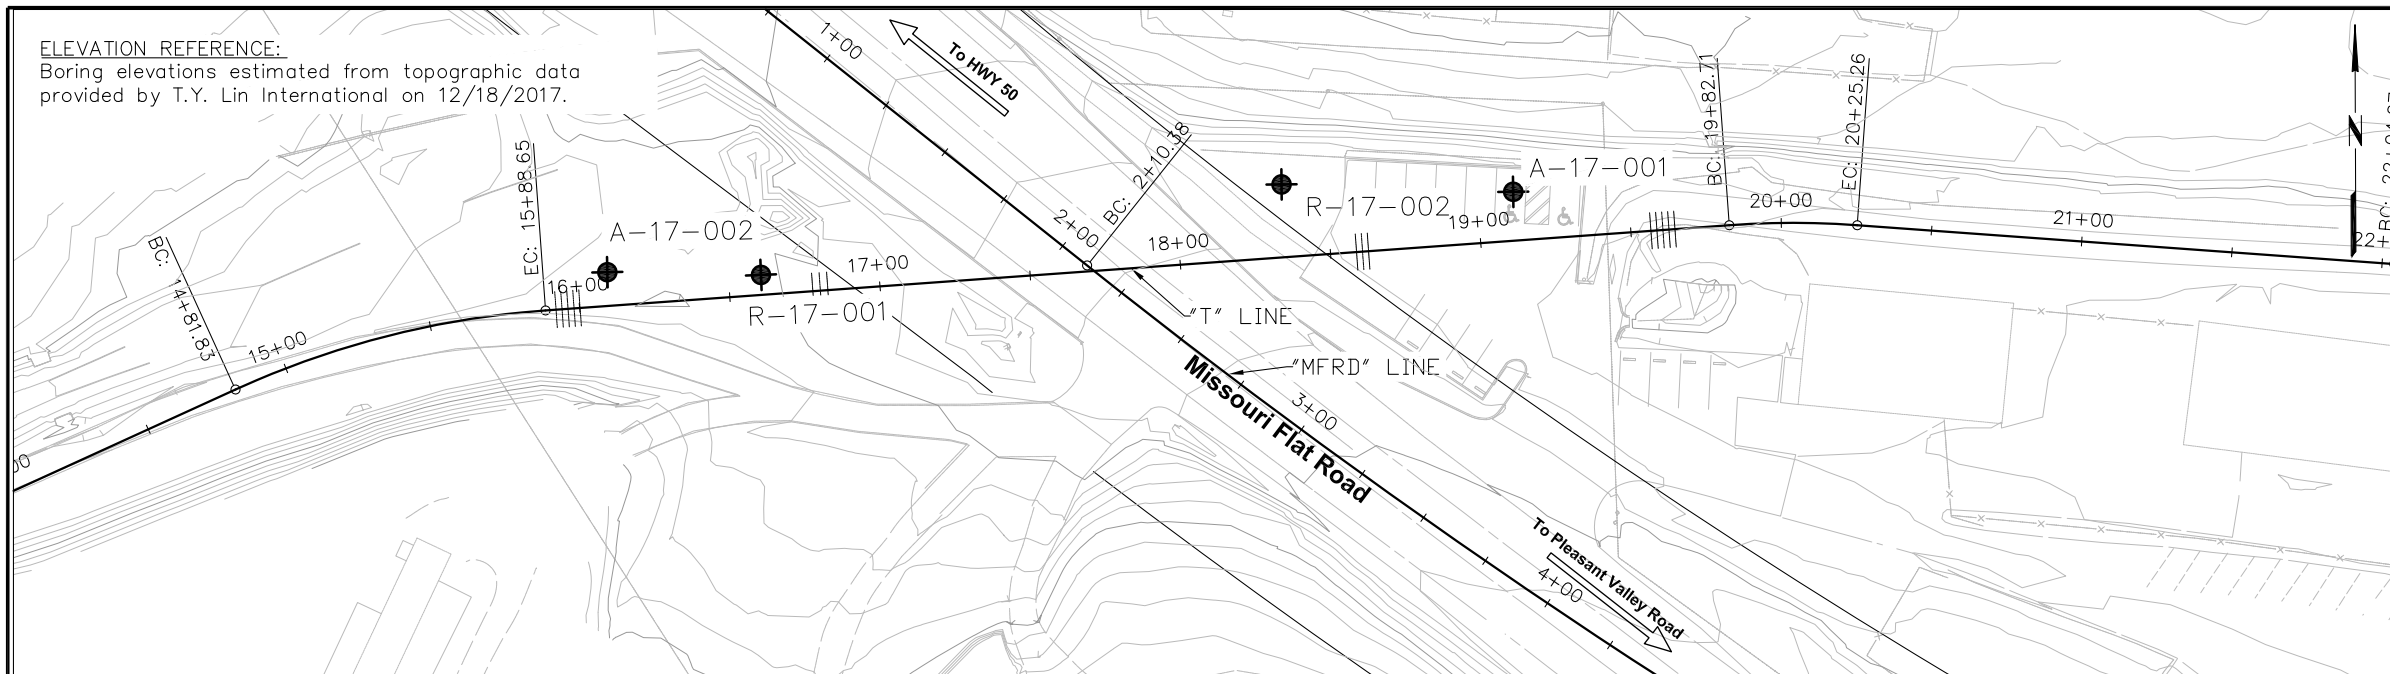 ELEVATION REFERENCE:
Boring elevations estimated from topographic data
provided by T.Y. Lin International on 12/18/2017.
1+00
To HWY 50
BC: 19+82.71
EC: 20+25.26
N
BC: 2+10.38
EC: 15+88.65
A-17-001
R-17-002
19+00
20+00
21+00
22+
BC:
A-17-002
2+00
18+00
17+00
16+00
R-17-001
BC: 14+81.83
15+00
"T" LINE
"MFRD" LINE
Missouri Flat Road
3+00
To Pleasant Valley Road
4+00
00